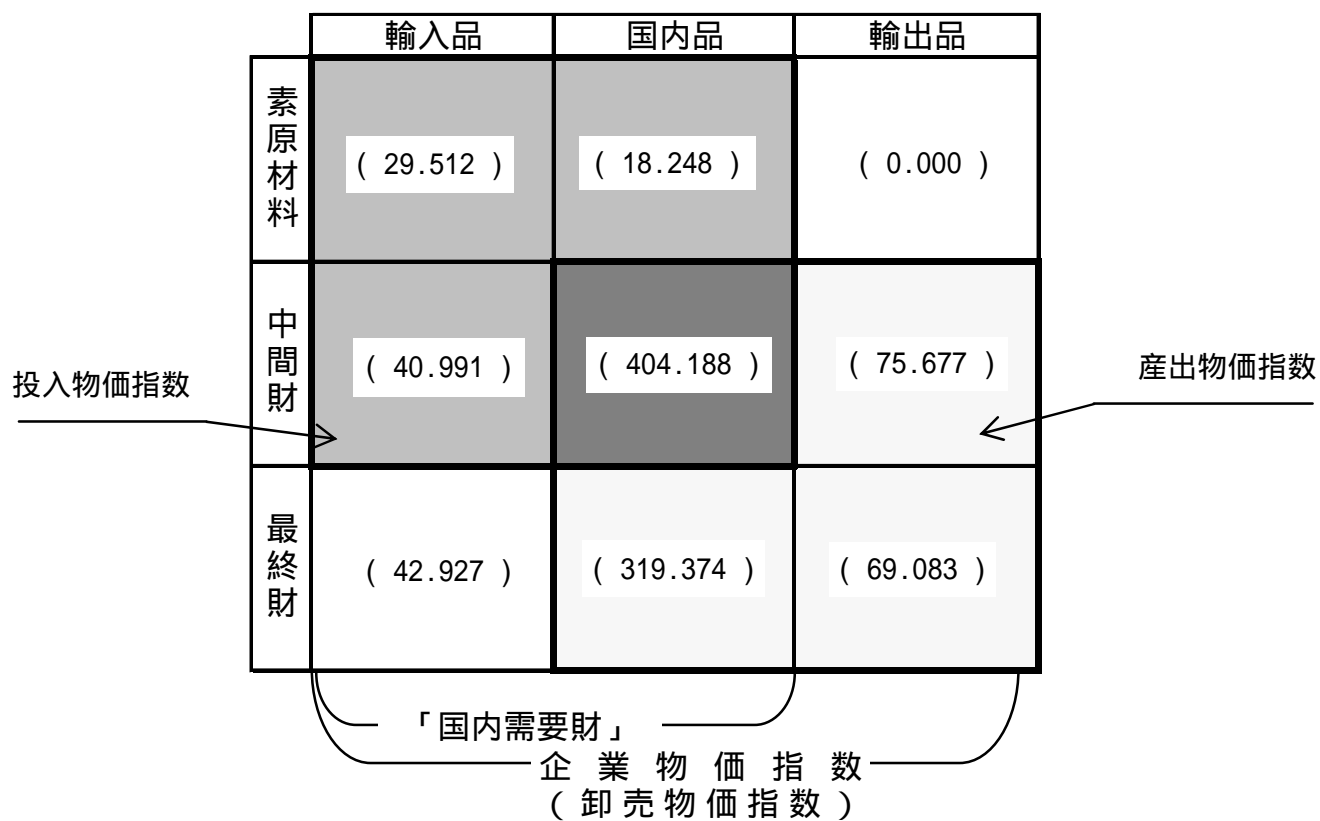 輸入品 国内品 輸出品
素原材料
( 29.512 ) ( 18.248 ) ( 0.000 )
中間財
( 40.991 ) ( 404.188 ) ( 75.677 )
投入物価指数
産出物価指数
最終財
( 42.927 ) ( 319.374 ) ( 69.083 )
「国内需要財」
企業物価指数
(卸売物価指数)